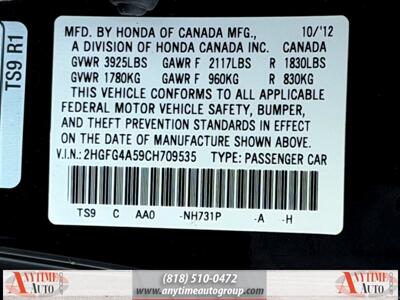 TS9 R1
MFD. BY HONDA OF CANADA MFG., 10/'12
A DIVISION OF HONDA CANADA INC. CANADA
GVWR 3925LBS GAWR F 2117LBS R 1830LBS
GVWR 1780KG GAWR F 960KG R 830KG
THIS VEHICLE CONFORMS TO ALL APPLICABLE
FEDERAL MOTOR VEHICLE SAFETY, BUMPER,
AND THEFT PREVENTION STANDARDS IN EFFECT
ON THE DATE OF MANUFACTURE SHOWN ABOVE.
V.I.N.: 2HGFG4A59CH709535 TYPE: PASSENGER CAR
TS9 C AA0 -NH731P -A -H
ANYTIME AUTO (818) 510-0472 ANYTIME AUTO
www.anytimeautogroup.com